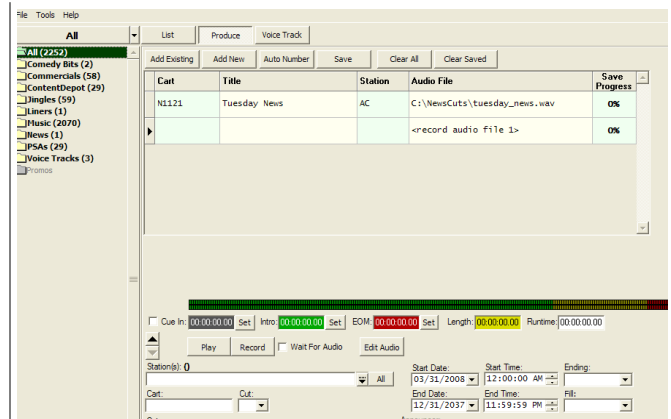 File Tools Help
All List Produce Voice Track
All (2252)
Comedy Bits (2)
Commercials (58)
ContentDepot (29)
Jingles (59)
Liners (1)
Music (2070)
News (1)
PSAs (29)
Voice Tracks (3)
Promos
Add Existing Add New Auto Number Save Clear All Clear Saved
Cart Title Station Audio File Save Progress
N1121 Tuesday News AC C:\NewsCuts\tuesday_news.wav 0%
<record audio file 1> 0%
Cue In: 00:00:00.00 Set Intro: 00:00:00.00 Set EOM: 00:00:00.00 Set Length: 00:00:00.00 Runtime: 00:00:00.00
Play Record Wait For Audio Edit Audio
Station(s): () Start Date: Start Time: Ending:
All 03/31/2008 12:00:00 AM
Cart: Cut: End Date: End Time: Fill:
12/31/2037 11:59:59 PM